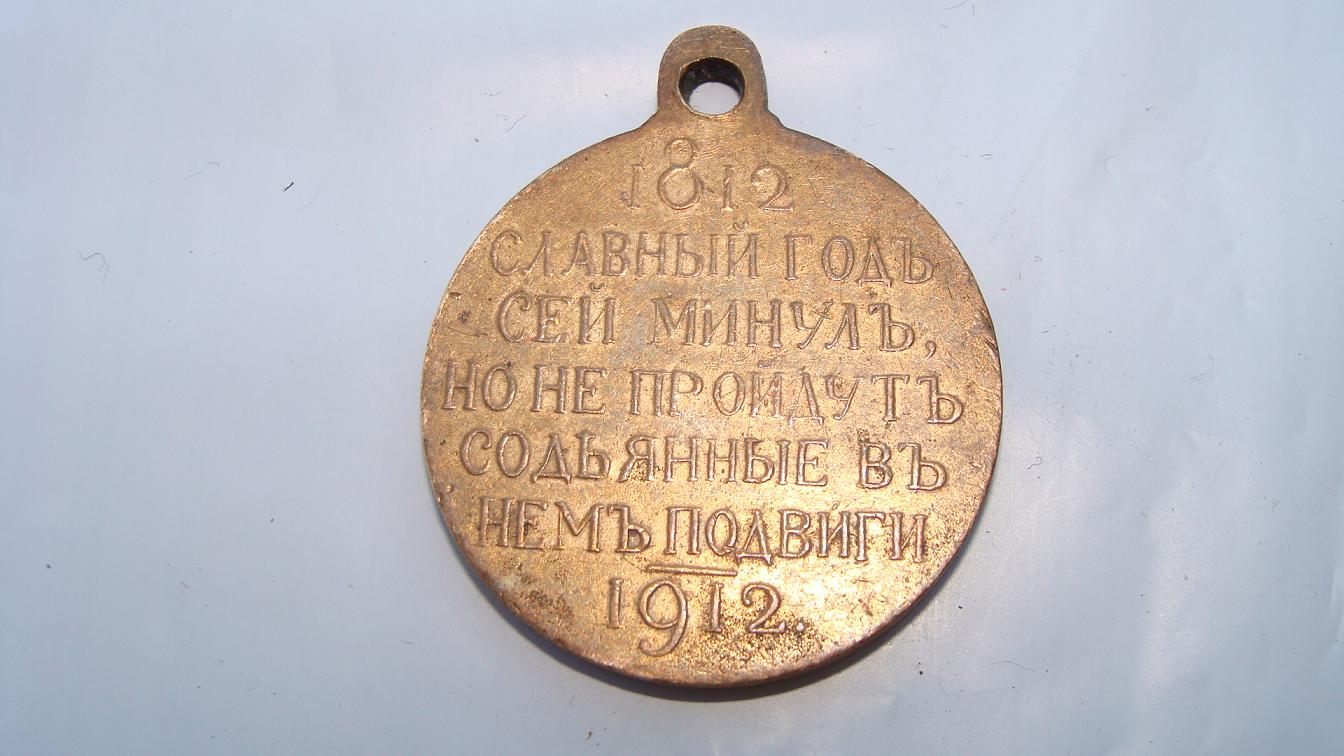 1812
СЛАВНЫЙ ГОДЪ
СЕЙ МИНУЛЪ,
НО НЕ ПРОЙДУТЪ
СОДѢЯННЫЕ ВЪ
НЕМЪ ПОДВИГИ
1912.